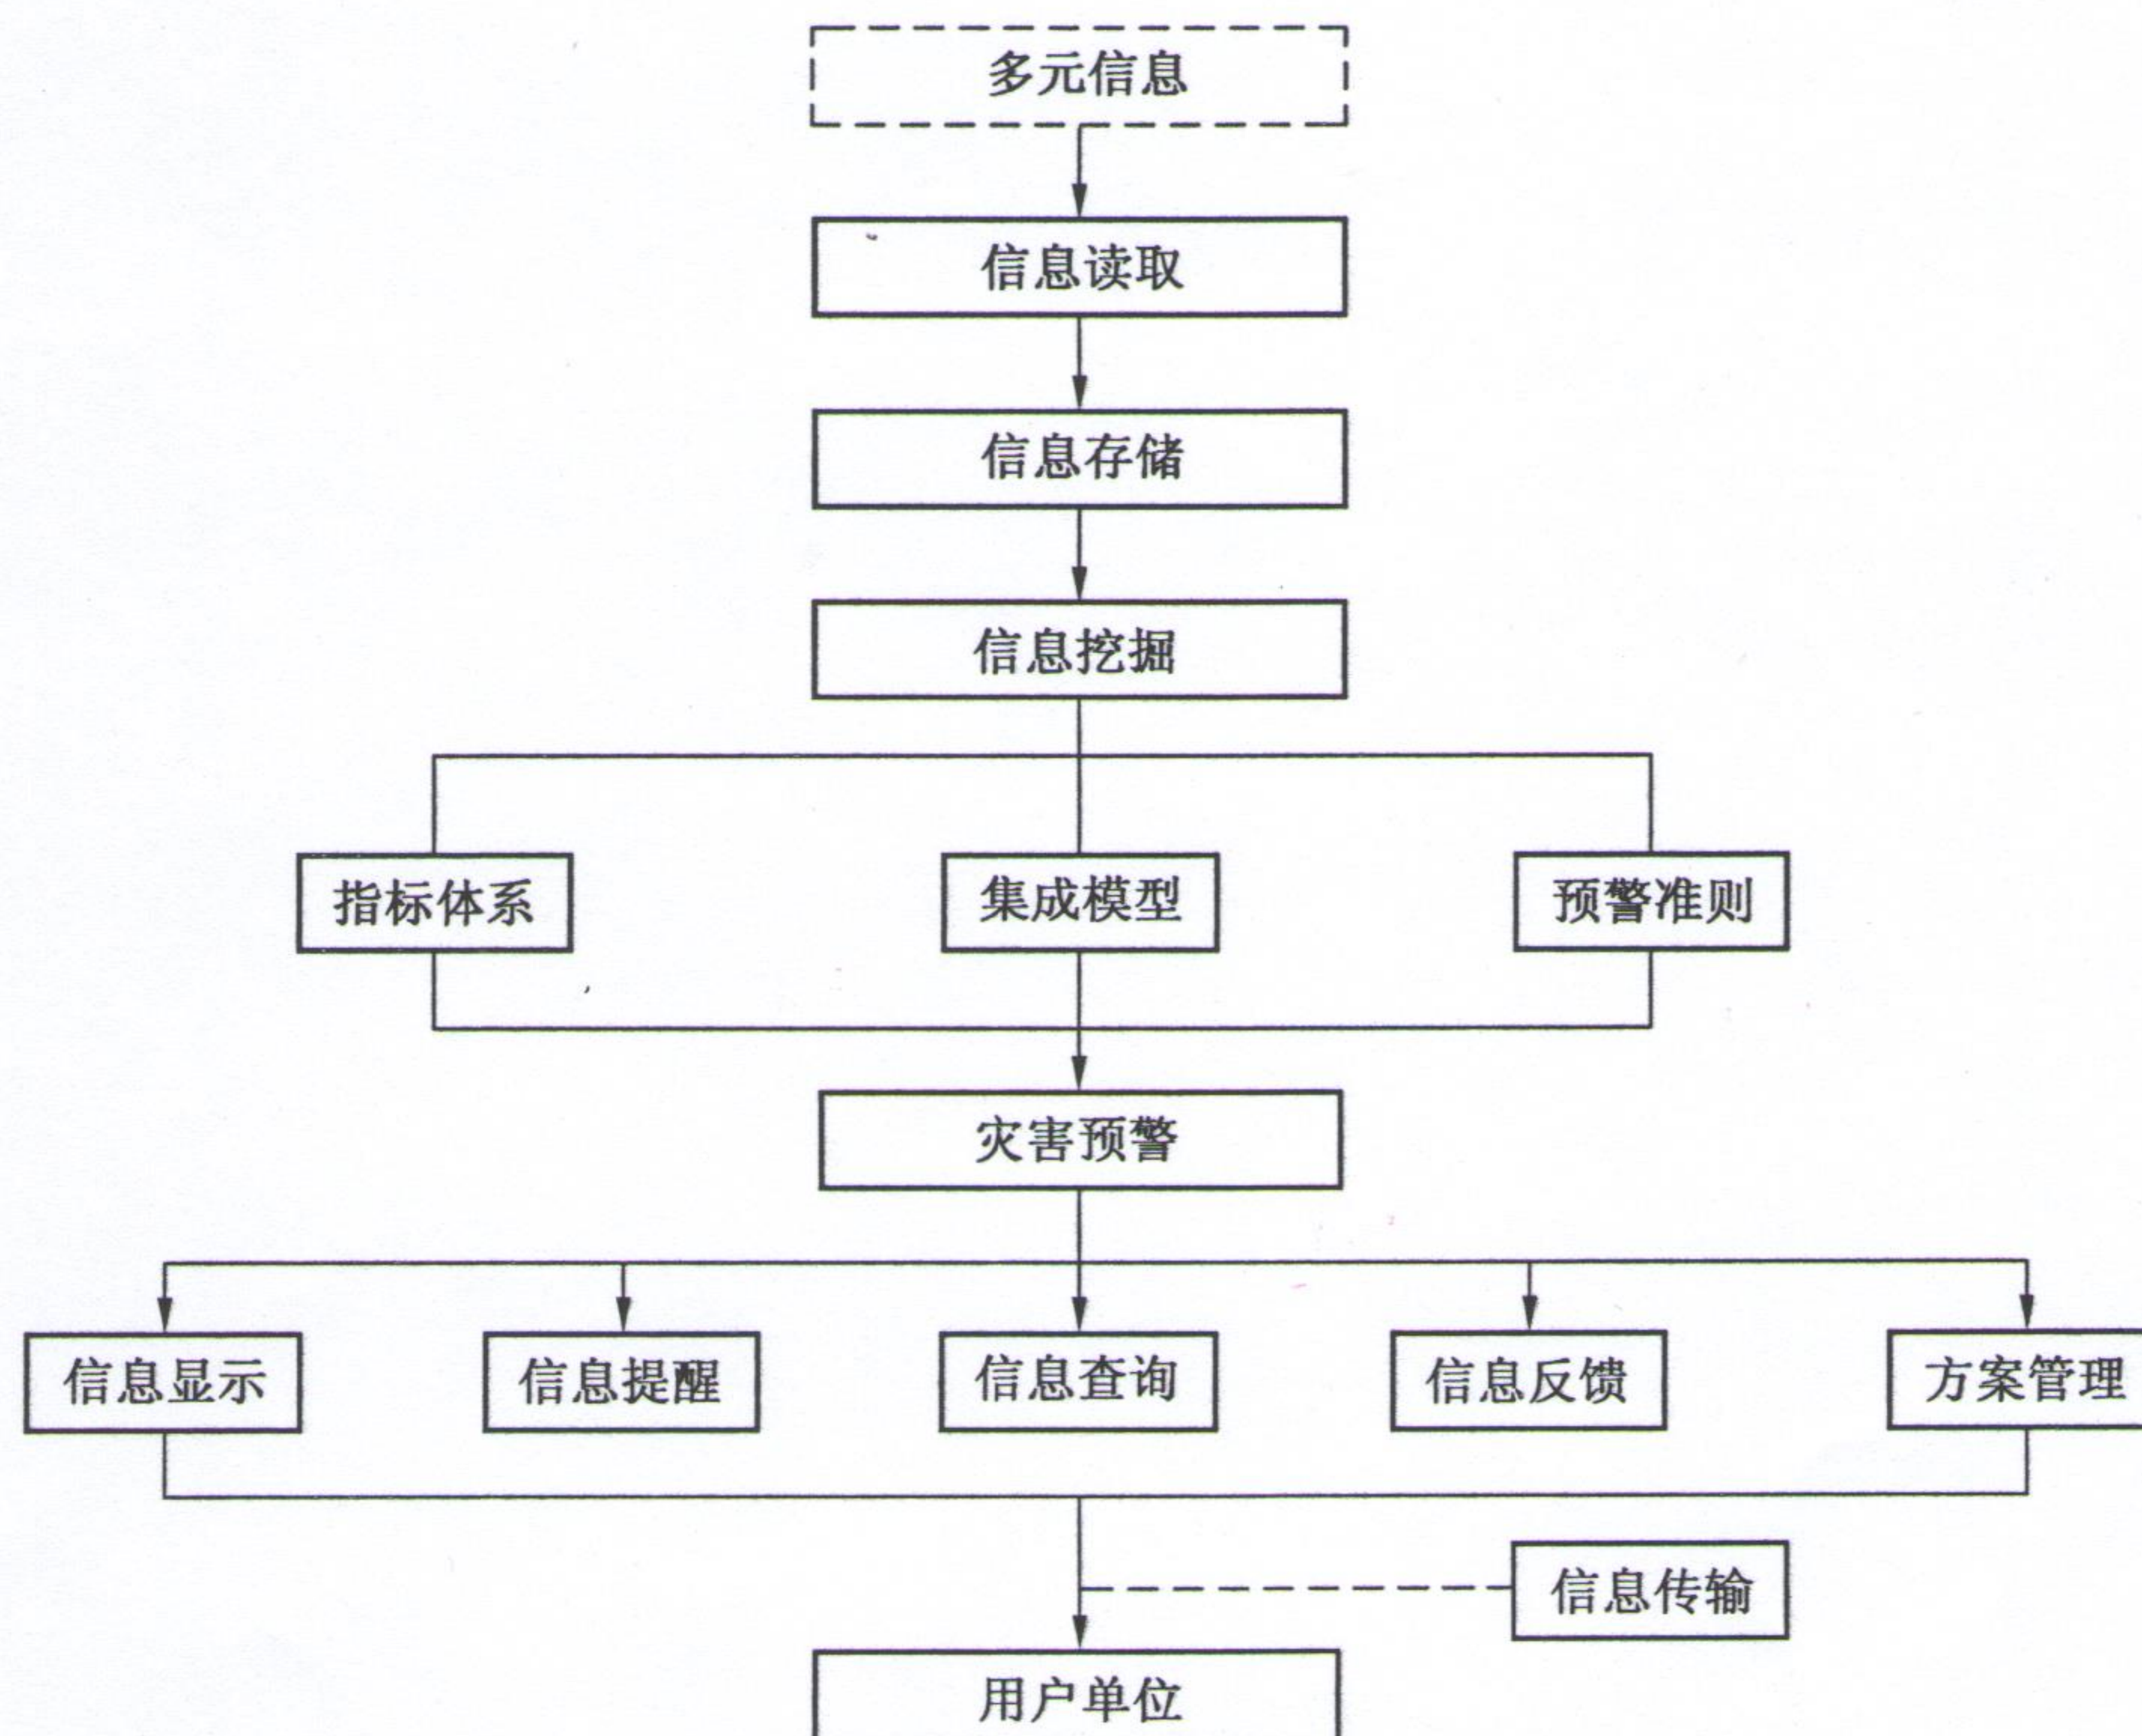 多元信息
信息读取
信息存储
信息挖掘
指标体系
集成模型
预警准则
灾害预警
信息显示
信息提醒
信息查询
信息反馈
方案管理
信息传输
用户单位